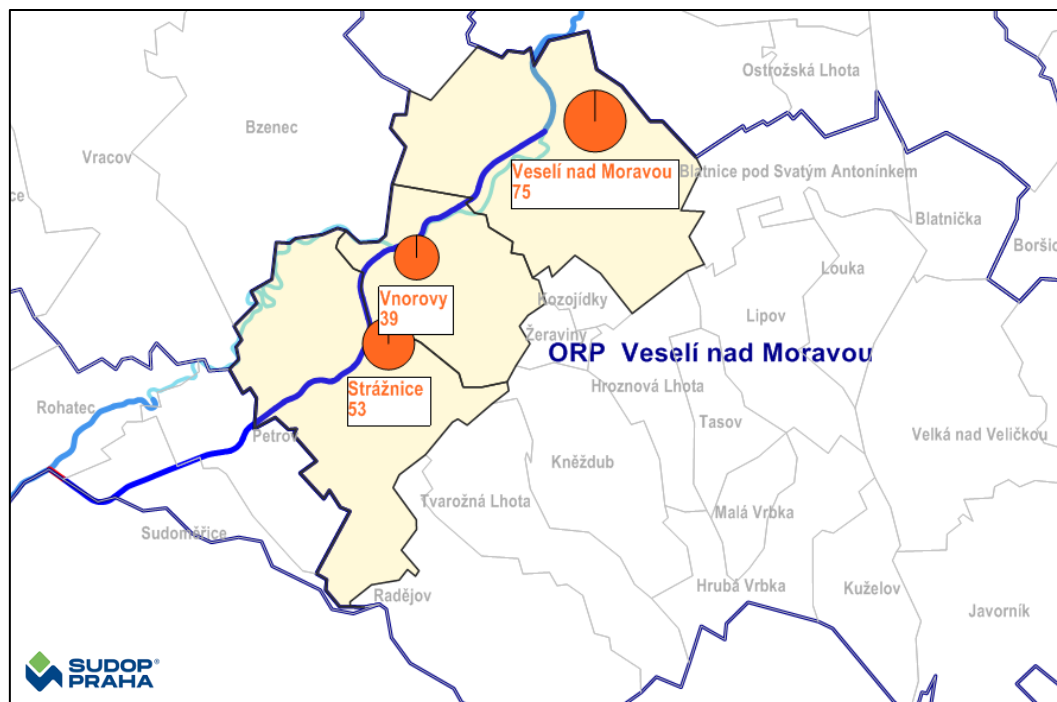 Ostrožská Lhota
Bzenec
Vracov
ce
Veselí nad Moravou
75
Blatnice pod Svatým Antonínkem
Blatnička
Boršic
Louka
Vnorovy
39
Kozojídky
Žeraviny
Lipov
ORP Veselí nad Moravou
Strážnice
53
Hroznová Lhota
Rohatec
Petrov
Tasov
Velká nad Veličkou
Kněždub
Tvarožná Lhota
Malá Vrbka
Sudoměřice
Hrubá Vrbka
Kuželov
Radějov
Javorník
SUDOP®
PRAHA